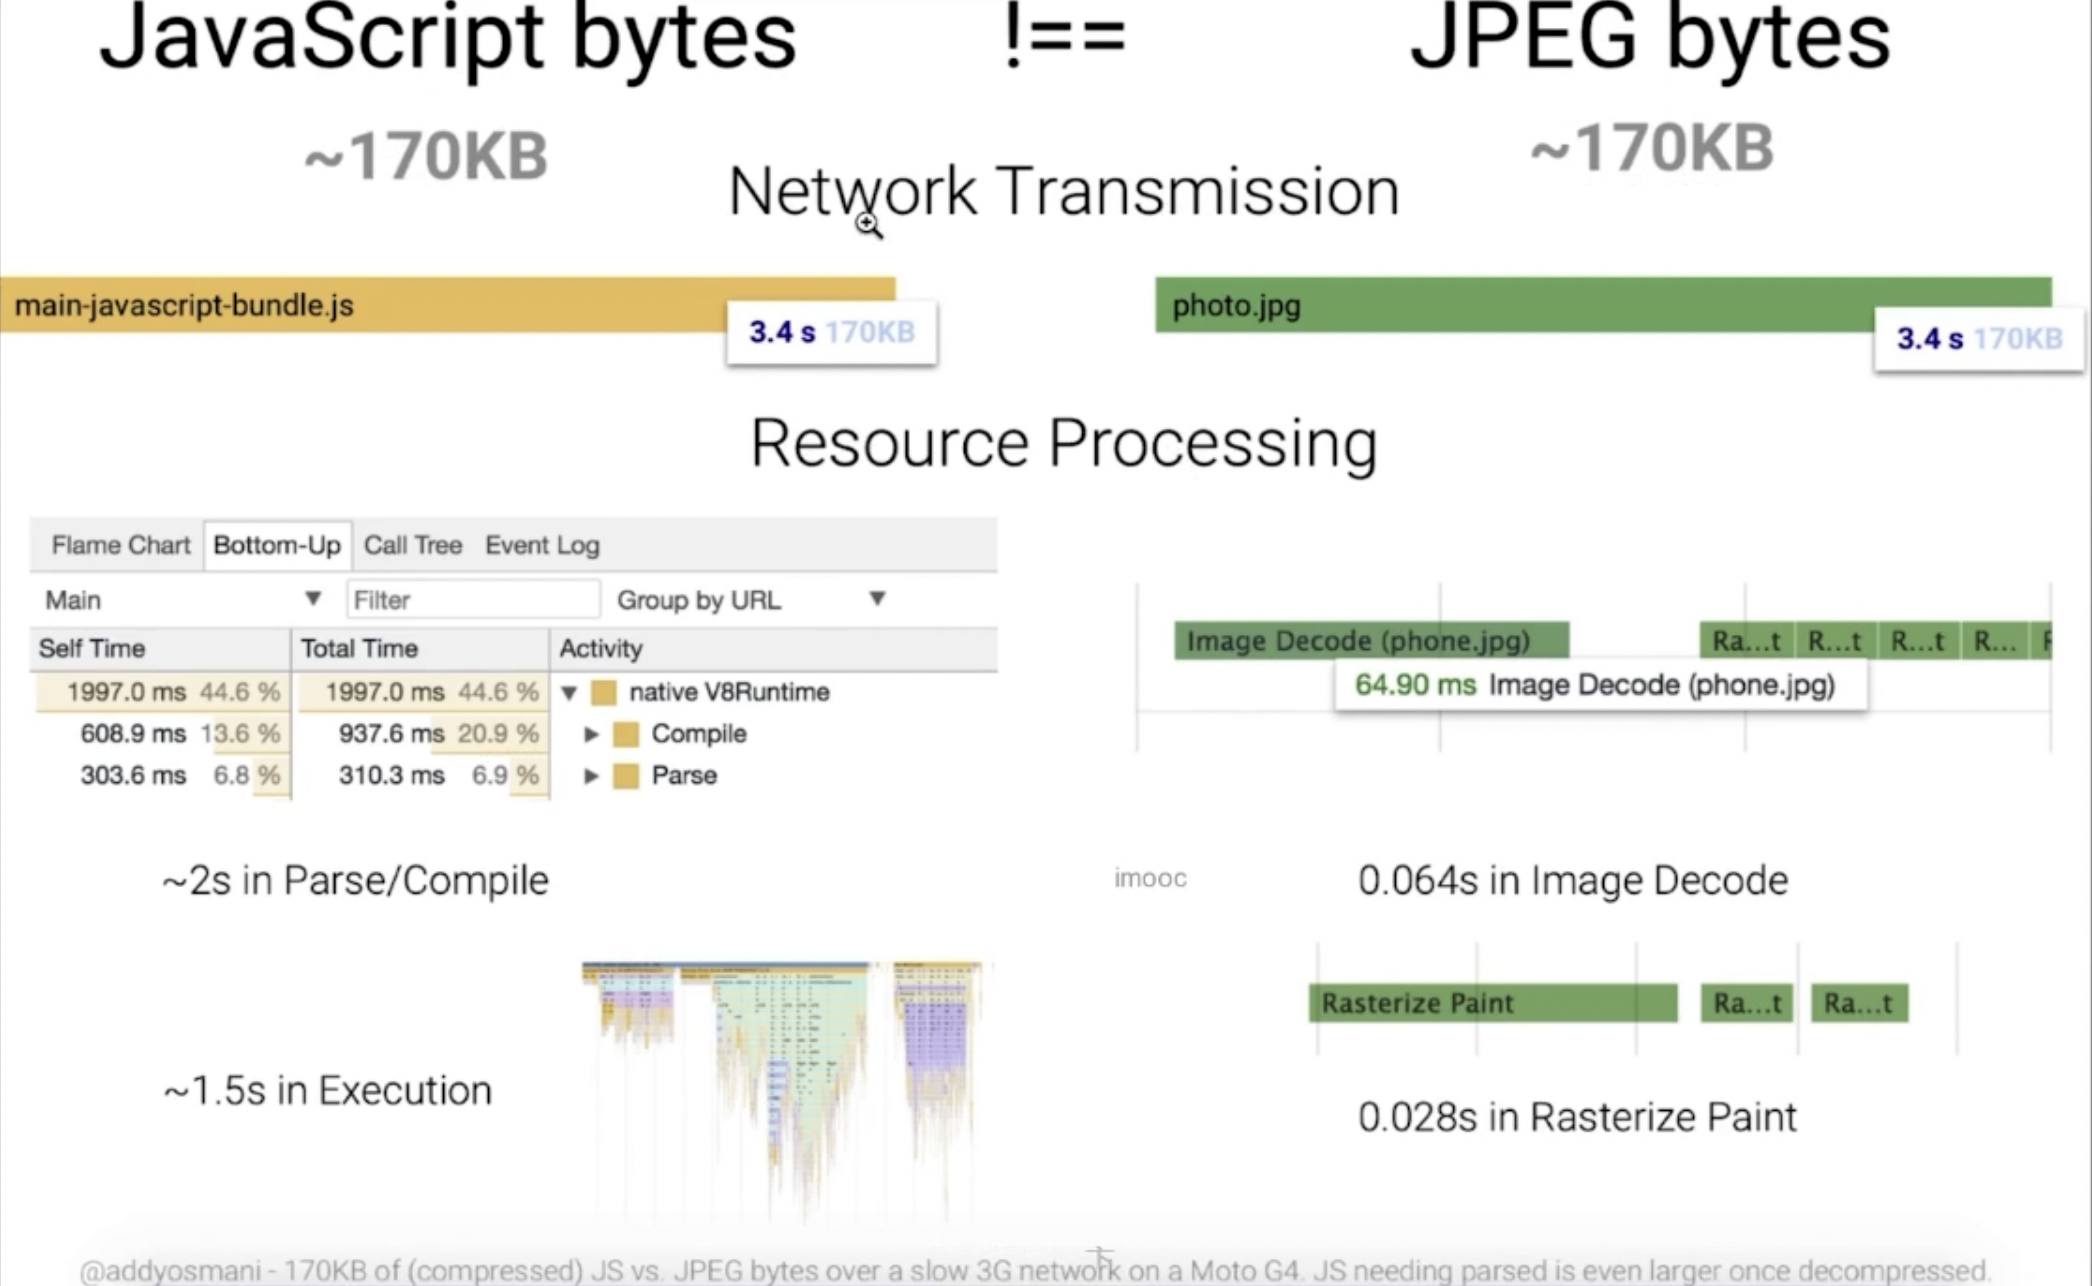 JavaScript bytes !== JPEG bytes
~170KB
~170KB
Network Transmission
main-javascript-bundle.js
3.4 s 170KB
photo.jpg
3.4 s 170KB
Resource Processing
Flame Chart Bottom-Up Call Tree Event Log
Main ▼ Filter Group by URL ▼
Self Time Total Time Activity
1997.0 ms 44.6 % 1997.0 ms 44.6 % ▼ native V8Runtime
608.9 ms 13.6 % 937.6 ms 20.9 % ▶ Compile
303.6 ms 6.8 % 310.3 ms 6.9 % ▶ Parse
Image Decode (phone.jpg) Ra...t R...t R...t R...
64.90 ms Image Decode (phone.jpg)
~2s in Parse/Compile
imooc
0.064s in Image Decode
Rasterize Paint Ra...t Ra...t
~1.5s in Execution
0.028s in Rasterize Paint
@addyosmani - 170KB of (compressed) JS vs. JPEG bytes over a slow 3G network on a Moto G4. JS needing parsed is even larger once decompressed.